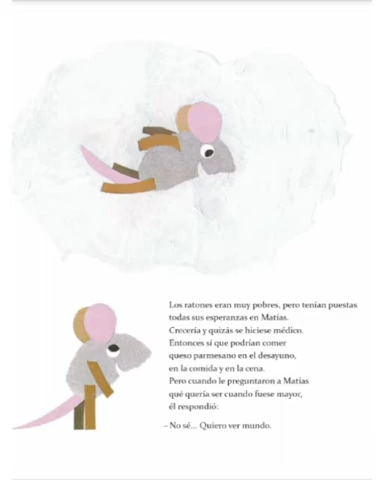 Los ratones eran muy pobres, pero tenían puestas
todas sus esperanzas en Matías.
Crecería y quizás se hiciese médico.
Entonces sí que podrían comer
queso parmesano en el desayuno,
en la comida y en la cena.
Pero cuando le preguntaron a Matías
qué quería ser cuando fuese mayor,
él respondió:
– No sé... Quiero ver mundo.